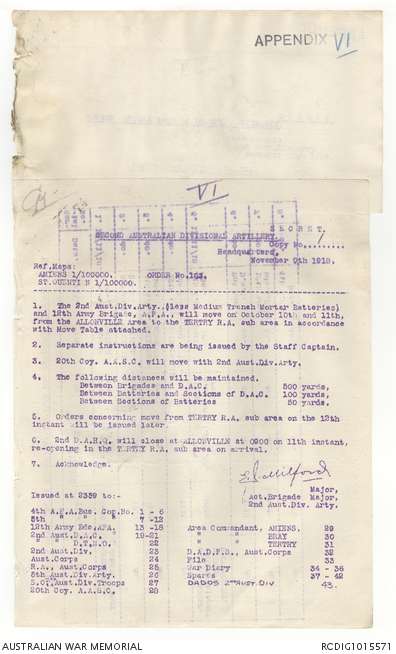 APPENDIX VI
VI
SECRET.
SECOND AUSTRALIAN DIVISIONAL ARTILLERY.
Copy No.........
Headquarters,
November 9th 1918.
Ref.Maps:
AMIENS 1/100000. ORDER No.163.
ST.QUENTI N 1/100000.
1. The 2nd Aust.Div.Arty. (less Medium Trench Mortar Batteries)
and 12th Army Brigade, A.F.A., will move on October 10th and 11th,
from the ALLONVILLE Area to the TERTRY R.A. sub area in accordance
with Move Table attached.
2. Separate instructions are being issued by the Staff Captain.
3. 20th Coy. A.A.S.C. will move with 2nd Aust.Div.Arty.
4. The following distances will be maintained.
Between Brigades and D.A.C. 500 yards,
Between Batteries and Sections of D.A.C. 100 yards,
Between Sections of Batteries 50 yards.
5. Orders concerning move from TERTRY R.A. sub area on the 12th
instant will be issued later.
6. 2nd D.A.H.Q. will close at ALLONVILLE at 0900 on 11th instant,
re-opening in the TERTRY R.A. sub area on arrival.
7. Acknowledge.
E.J. Milford
Major,
Act.Brigade Major,
2nd Aust.Div. Arty.
Issued at 2359 to:-
4th A.F.A.Bde. Cop.No. 1 - 6
5th " 7 -12
12th Army Bde.AFA. 13 -18 Area Commandant, AMIENS, 29
2nd Aust.D.A.C. 19-21 " " BRAY 30
" D.T.M.O. 22 " " TERTRY 31
2nd Aust.Div. 23 D.A.D.P.S., Aust.Corps 32
Aust.Corps 24 File 33
R.A., Aust.Corps 25 War Diary 34 - 36
5th Aust.Div.Arty. 26 Spares 37 - 42
S.O.Aust.Div.Troops 27 DADOS 2nd Aust Div 43.
20th Coy. A.A.S.C. 28
AUSTRALIAN WAR MEMORIAL RCDIG1015571